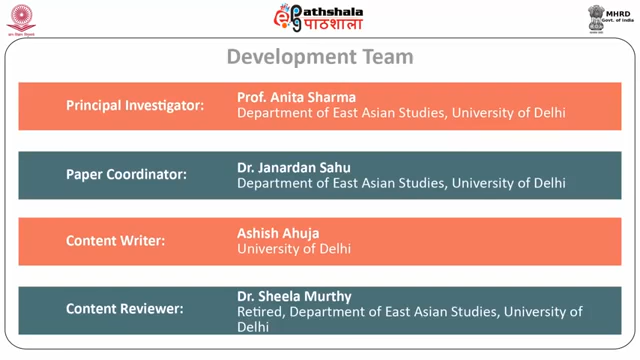 ePathshala
पाठशाला
MHRD
Govt. of India
Development Team
Principal Investigator:
Prof. Anita Sharma
Department of East Asian Studies, University of Delhi
Paper Coordinator:
Dr. Janardan Sahu
Department of East Asian Studies, University of Delhi
Content Writer:
Ashish Ahuja
University of Delhi
Content Reviewer:
Dr. Sheela Murthy
Retired, Department of East Asian Studies, University of
Delhi